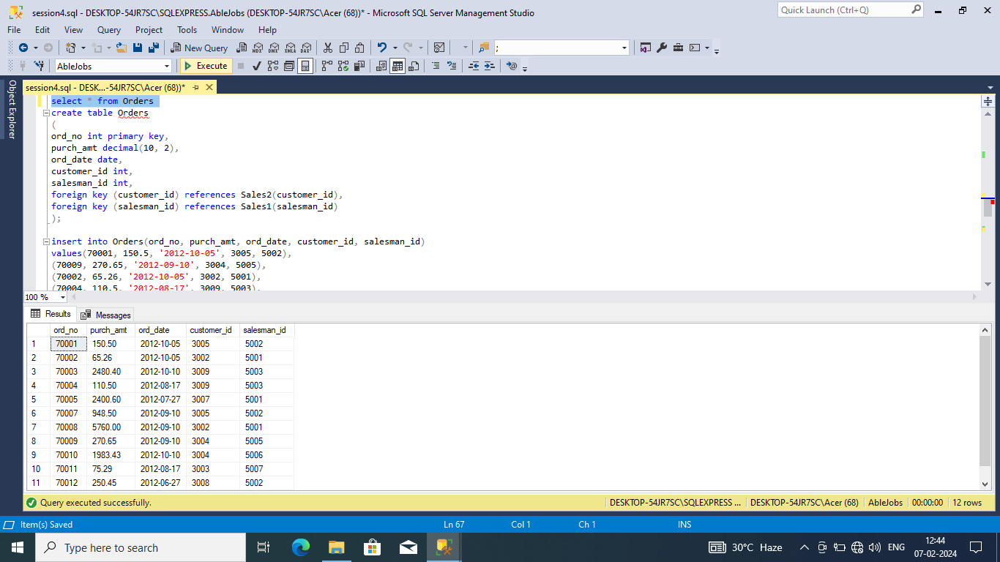 session4.sql - DESKTOP-54JR7SC\SQLEXPRESS.AbleJobs (DESKTOP-54JR7SC\Acer (68))* - Microsoft SQL Server Management Studio
Quick Launch (Ctrl+Q)
File Edit View Query Project Tools Window Help
New Query MDX DMX XMLA DAX ;
AbleJobs Execute
Object Explorer
session4.sql - DESK...-54JR7SC\Acer (68))*
select * from Orders
create table Orders
(
ord_no int primary key,
purch_amt decimal(10, 2),
ord_date date,
customer_id int,
salesman_id int,
foreign key (customer_id) references Sales2(customer_id),
foreign key (salesman_id) references Sales1(salesman_id)
);
insert into Orders(ord_no, purch_amt, ord_date, customer_id, salesman_id)
values(70001, 150.5, '2012-10-05', 3005, 5002),
(70009, 270.65, '2012-09-10', 3004, 5005),
(70002, 65.26, '2012-10-05', 3002, 5001),
(70004, 110.5, '2012-08-17', 3009, 5003),
100 %
Results Messages
ord_no purch_amt ord_date customer_id salesman_id
1 70001 150.50 2012-10-05 3005 5002
2 70002 65.26 2012-10-05 3002 5001
3 70003 2480.40 2012-10-10 3009 5003
4 70004 110.50 2012-08-17 3009 5003
5 70005 2400.60 2012-07-27 3007 5001
6 70007 948.50 2012-09-10 3005 5002
7 70008 5760.00 2012-09-10 3002 5001
8 70009 270.65 2012-09-10 3004 5005
9 70010 1983.43 2012-10-10 3004 5006
10 70011 75.29 2012-08-17 3003 5007
11 70012 250.45 2012-06-27 3008 5002
Query executed successfully. DESKTOP-54JR7SC\SQLEXPRESS ... DESKTOP-54JR7SC\Acer (68) AbleJobs 00:00:00 12 rows
Item(s) Saved Ln 67 Col 1 Ch 1 INS
Type here to search 30°C Haze ENG 12:44
07-02-2024